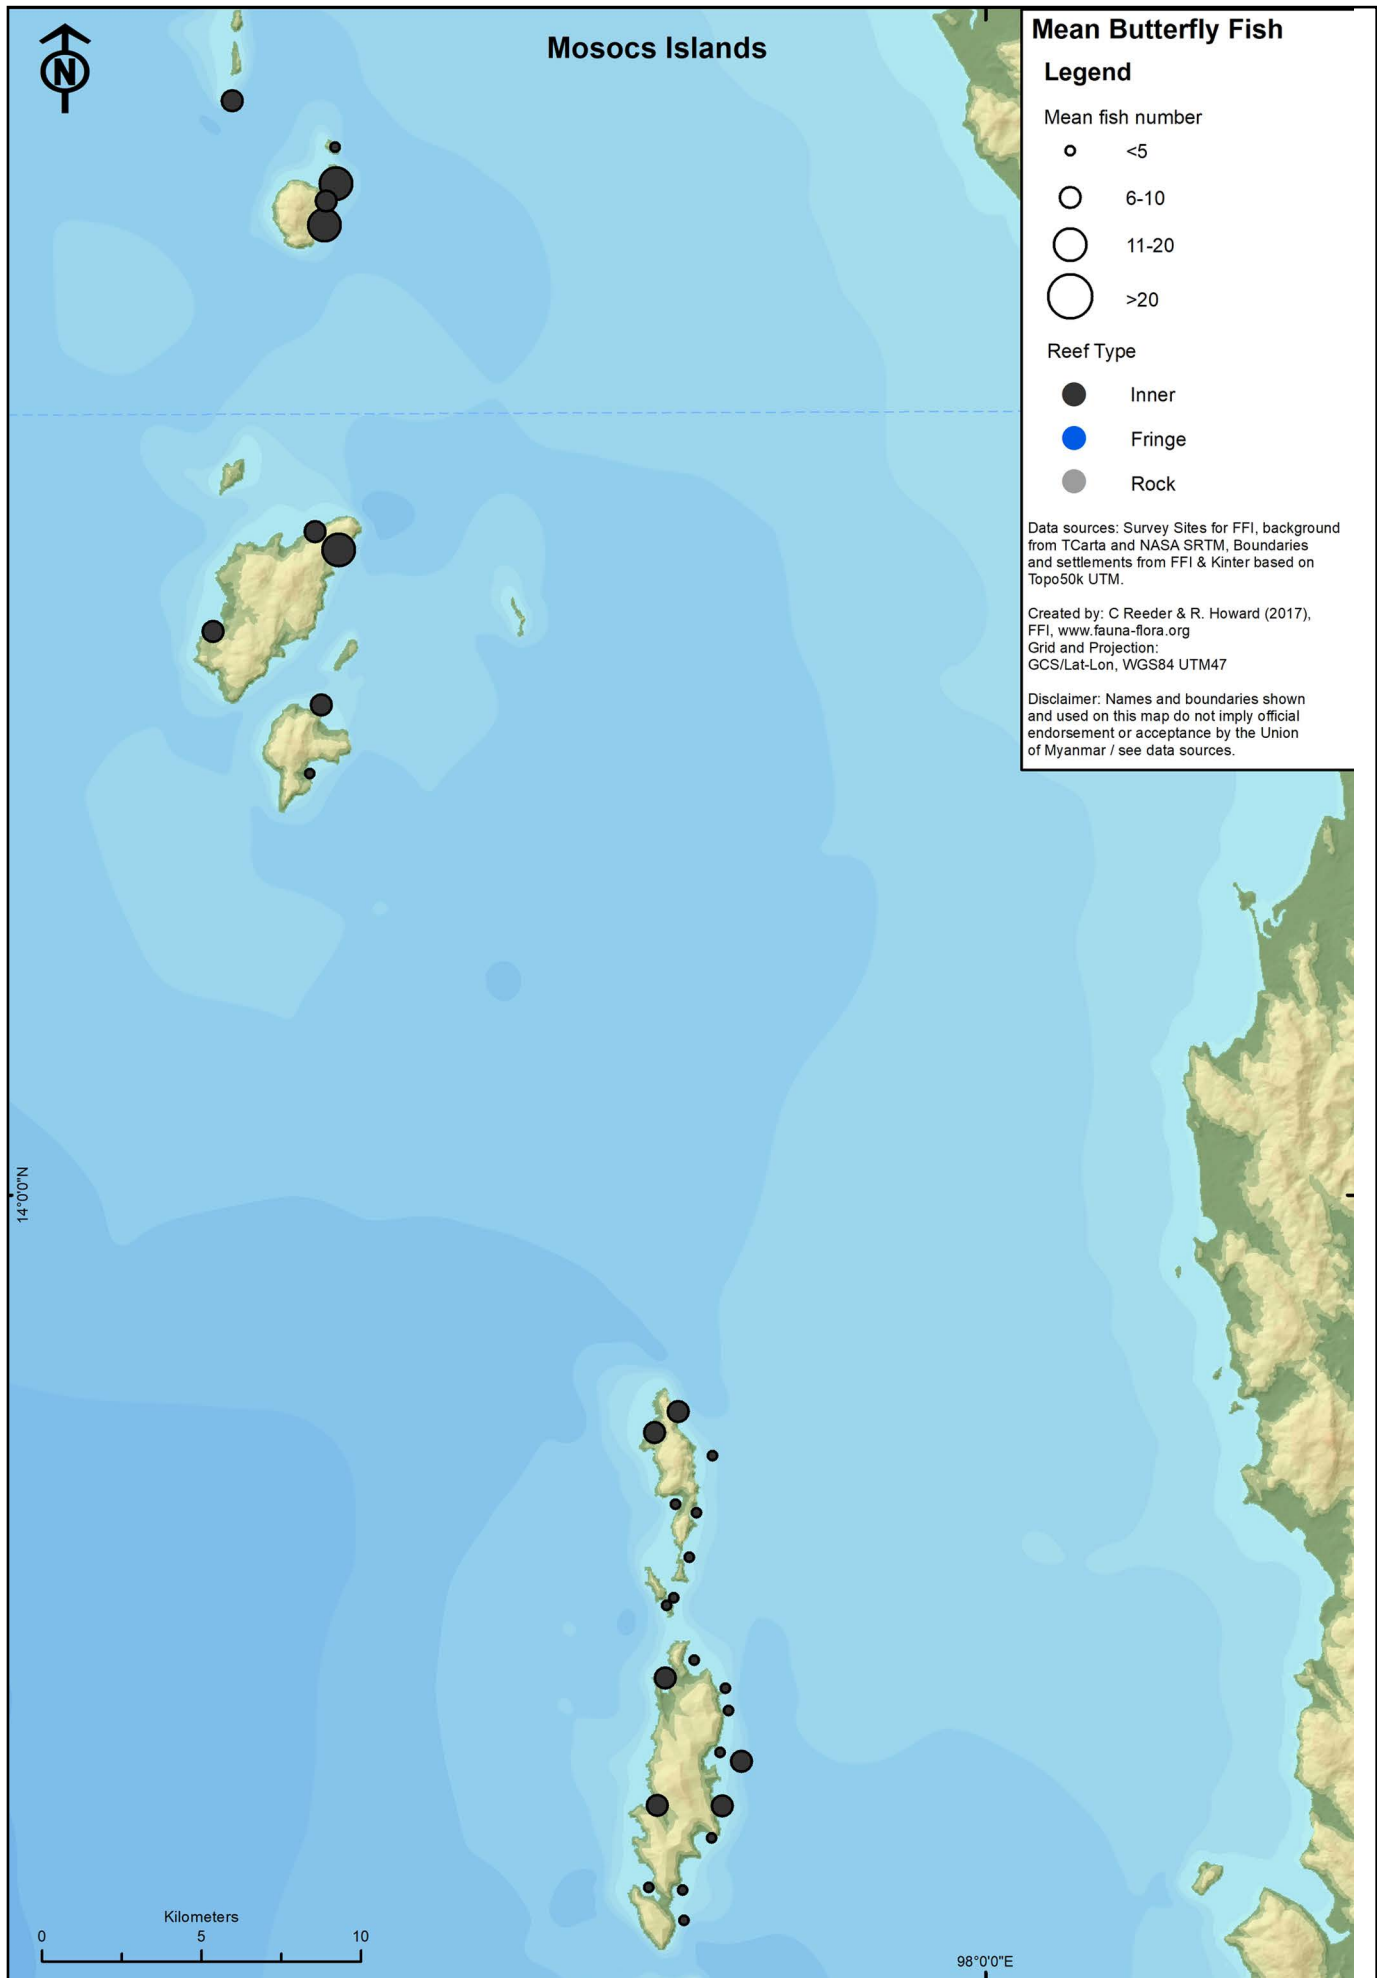 N
Mosocs Islands
Mean Butterfly Fish
Legend
Mean fish number
<5
6-10
11-20
>20
Reef Type
Inner
Fringe
Rock
Data sources: Survey Sites for FFI, background
from TCarta and NASA SRTM, Boundaries
and settlements from FFI & Kinter based on
Topo50k UTM.
Created by: C Reeder & R. Howard (2017),
FFI, www.fauna-flora.org
Grid and Projection:
GCS/Lat-Lon, WGS84 UTM47
Disclaimer: Names and boundaries shown
and used on this map do not imply official
endorsement or acceptance by the Union
of Myanmar / see data sources.
14°0'0"N
Kilometers
0 5 10
98°0'0"E